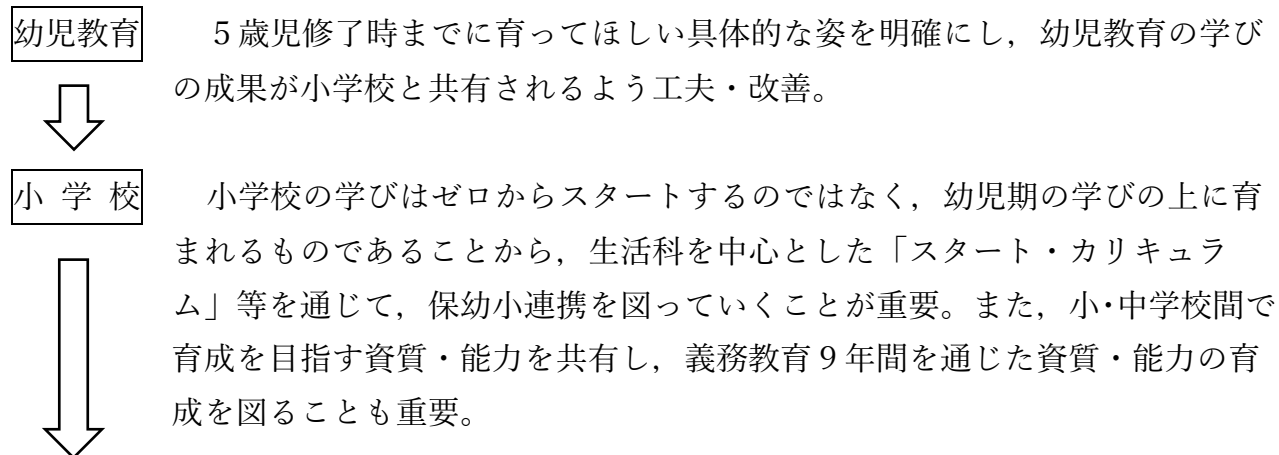 幼児教育 5歳児修了時までに育ってほしい具体的な姿を明確にし，幼児教育の学び
の成果が小学校と共有されるよう工夫・改善。
小 学 校 小学校の学びはゼロからスタートするのではなく，幼児期の学びの上に育
まれるものであることから，生活科を中心とした「スタート・カリキュラ
ム」等を通じて，保幼小連携を図っていくことが重要。また，小・中学校間で
育成を目指す資質・能力を共有し，義務教育９年間を通じた資質・能力の育
成を図ることも重要。